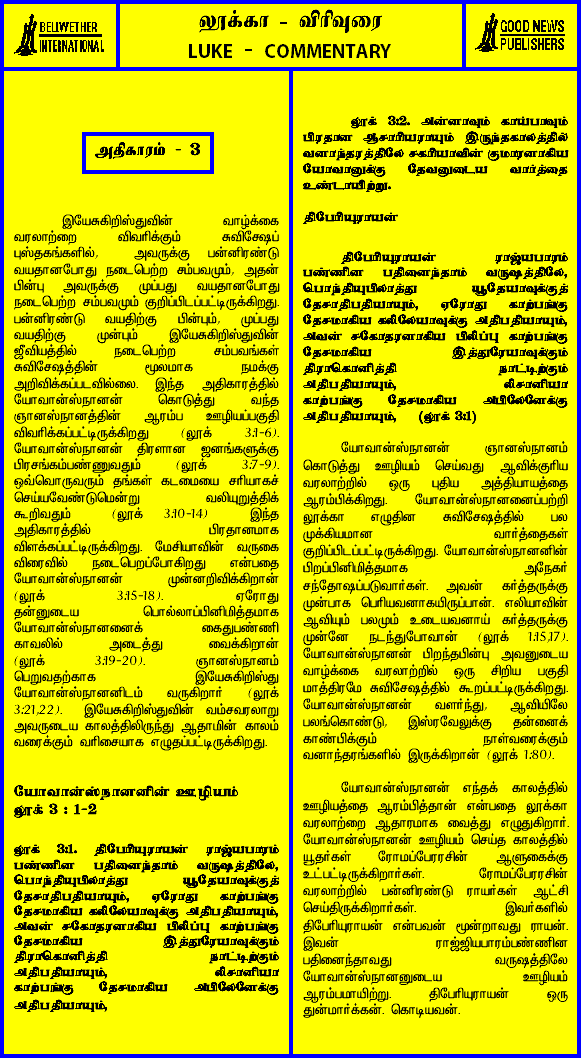 BELLWETHER
INTERNATIONAL
லூக்கா - விரிவுரை
LUKE - COMMENTARY
GOOD NEWS
PUBLISHERS
அதிகாரம் - 3
இயேசுகிறிஸ்துவின் வாழ்க்கை
வரலாற்றை விவரிக்கும் சுவிசேஷப்
புஸ்தகங்களில், அவருக்கு பன்னிரண்டு
வயதானபோது நடைபெற்ற சம்பவமும், அதன்
பின்பு அவருக்கு முப்பது வயதானபோது
நடைபெற்ற சம்பவமும் குறிப்பிடப்பட்டிருக்கிறது.
பன்னிரண்டு வயதிற்கு பின்பும், முப்பது
வயதிற்கு முன்பும் இயேசுகிறிஸ்துவின்
ஜீவியத்தில் நடைபெற்ற சம்பவங்கள்
சுவிசேஷத்தின் மூலமாக நமக்கு
அறிவிக்கப்படவில்லை. இந்த அதிகாரத்தில்
யோவான்ஸ்நானன் கொடுத்து வந்த
ஞானஸ்நானத்தின் ஆரம்ப ஊழியப்பகுதி
விவரிக்கப்பட்டிருக்கிறது (லூக் 3:1-6).
யோவான்ஸ்நானன் திரளான ஜனங்களுக்கு
பிரசங்கம்பண்ணுவதும் (லூக் 3:7-9).
ஒவ்வொருவரும் தங்கள் கடமையை சரியாகச்
செய்யவேண்டுமென்று வலியுறுத்திக்
கூறிவதும் (லூக் 3:10-14) இந்த
அதிகாரத்தில் பிரதானமாக
விளக்கப்பட்டிருக்கிறது. மேசியாவின் வருகை
விரைவில் நடைபெறப்போகிறது என்பதை
யோவான்ஸ்நானன் முன்னறிவிக்கிறான்
(லூக் 3:15-18). ஏரோது
தன்னுடைய பொல்லாப்பினிமித்தமாக
யோவான்ஸ்நானனைக் கைதுபண்ணி
காவலில் அடைத்து வைக்கிறான்
(லூக் 3:19-20). ஞானஸ்நானம்
பெறுவதற்காக இயேசுகிறிஸ்து
யோவான்ஸ்நானனிடம் வருகிறார் (லூக்
3:21,22). இயேசுகிறிஸ்துவின் வம்சவரலாறு
அவருடைய காலத்திலிருந்து ஆதாமின் காலம்
வரைக்கும் வரிசையாக எழுதப்பட்டிருக்கிறது.
யோவான்ஸ்நானனின் ஊழியம்
லூக் 3 : 1-2
லூக் 3:1. திபேரியுராயன் ராஜ்யபாரம்
பண்ணின பதினைந்தாம் வருஷத்திலே,
பொந்தியுபிலாத்து யூதேயாவுக்குத்
தேசாதிபதியாயும், ஏரோது காற்பங்கு
தேசமாகிய கலிலேயாவுக்கு அதிபதியாயும்,
அவன் சகோதரனாகிய பிலிப்பு காற்பங்கு
தேசமாகிய இத்துரேயாவுக்கும்
திராகொனித்தி நாட்டிற்கும்
அதிபதியாயும், லிசானியா
காற்பங்கு தேசமாகிய அபிலேனேக்கு
அதிபதியாயும்,
லூக் 3:2. அன்னாவும் காய்பாவும்
பிரதான ஆசாரியராயும் இருந்தகாலத்தில்
வனாந்தரத்திலே சகரியாவின் குமாரனாகிய
யோவானுக்கு தேவனுடைய வார்த்தை
உண்டாயிற்று.
திபேரியுராயன்
திபேரியுராயன் ராஜ்யபாரம்
பண்ணின பதினைந்தாம் வருஷத்திலே,
பொந்தியுபிலாத்து யூதேயாவுக்குத்
தேசாதிபதியாயும், ஏரோது காற்பங்கு
தேசமாகிய கலிலேயாவுக்கு அதிபதியாயும்,
அவன் சகோதரனாகிய பிலிப்பு காற்பங்கு
தேசமாகிய இத்துரேயாவுக்கும்
திராகொனித்தி நாட்டிற்கும்
அதிபதியாயும், லிசானியா
காற்பங்கு தேசமாகிய அபிலேனேக்கு
அதிபதியாயும், (லூக் 3:1)
யோவான்ஸ்நானன் ஞானஸ்நானம்
கொடுத்து ஊழியம் செய்வது ஆவிக்குரிய
வரலாற்றில் ஒரு புதிய அத்தியாயத்தை
ஆரம்பிக்கிறது. யோவான்ஸ்நானனைப்பற்றி
லூக்கா எழுதின சுவிசேஷத்தில் பல
முக்கியமான வார்த்தைகள்
குறிப்பிடப்பட்டிருக்கிறது. யோவான்ஸ்நானனின்
பிறப்பினிமித்தமாக அநேகர்
சந்தோஷப்படுவார்கள். அவன் கர்த்தருக்கு
முன்பாக பெரியவனாகயிருப்பான். எலியாவின்
ஆவியும் பலமும் உடையவனாய் கர்த்தருக்கு
முன்னே நடந்துபோவான் (லூக் 1:15,17).
யோவான்ஸ்நானன் பிறந்தபின்பு அவனுடைய
வாழ்க்கை வரலாற்றில் ஒரு சிறிய பகுதி
மாத்திரமே சுவிசேஷத்தில் கூறப்பட்டிருக்கிறது.
யோவான்ஸ்நானன் வளர்ந்து, ஆவியிலே
பலங்கொண்டு, இஸ்ரவேலுக்கு தன்னைக்
காண்பிக்கும் நாள்வரைக்கும்
வனாந்தரங்களில் இருக்கிறான் (லூக் 1:80).
யோவான்ஸ்நானன் எந்தக் காலத்தில்
ஊழியத்தை ஆரம்பித்தான் என்பதை லூக்கா
வரலாற்றை ஆதாரமாக வைத்து எழுதுகிறார்.
யோவான்ஸ்நானன் ஊழியம் செய்த காலத்தில்
யூதர்கள் ரோமப்பேரரசின் ஆளுகைக்கு
உட்பட்டிருக்கிறார்கள். ரோமப்பேரரசின்
வரலாற்றில் பன்னிரண்டு ராயர்கள் ஆட்சி
செய்திருக்கிறார்கள். இவர்களில்
திபேரியுராயன் என்பவன் மூன்றாவது ராயன்.
இவன் ராஜ்ஜியபாரம்பண்ணின
பதினைந்தாவது வருஷத்திலே
யோவான்ஸ்நானனுடைய ஊழியம்
ஆரம்பமாயிற்று. திபேரியுராயன் ஒரு
துன்மார்க்கன். கொடியவன்.